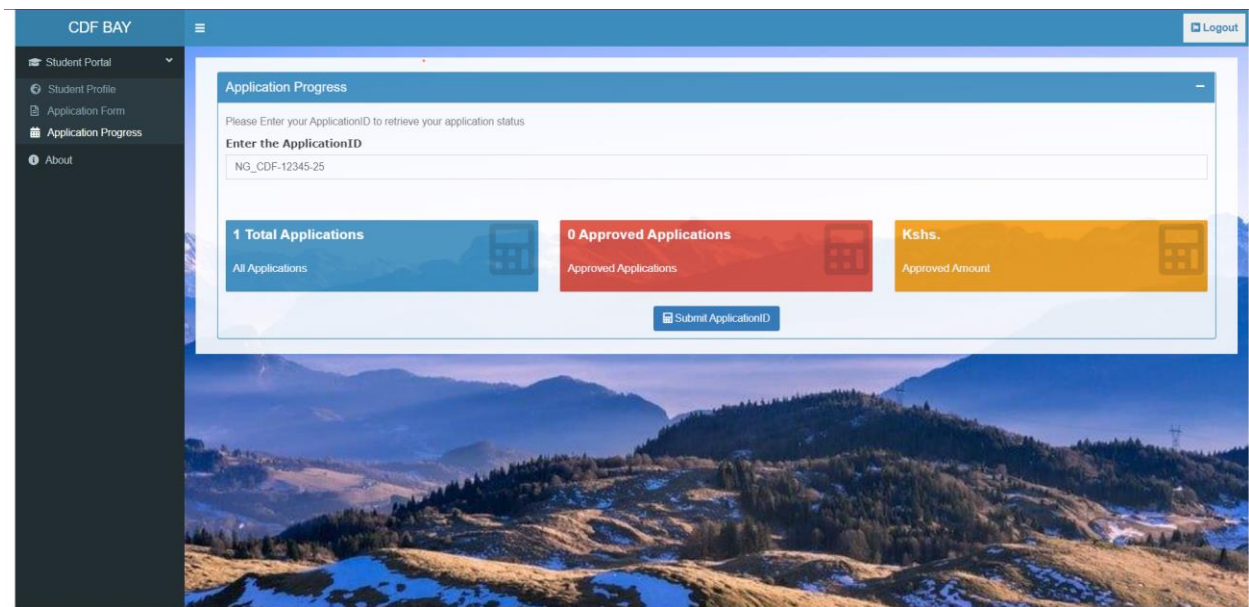 CDF BAY
Logout
Student Portal
Student Profile
Application Form
Application Progress
About
Application Progress
Please Enter your ApplicationID to retrieve your application status
Enter the ApplicationID
NG_CDF-12345-25
1 Total Applications
All Applications
0 Approved Applications
Approved Applications
Kshs.
Approved Amount
Submit ApplicationID